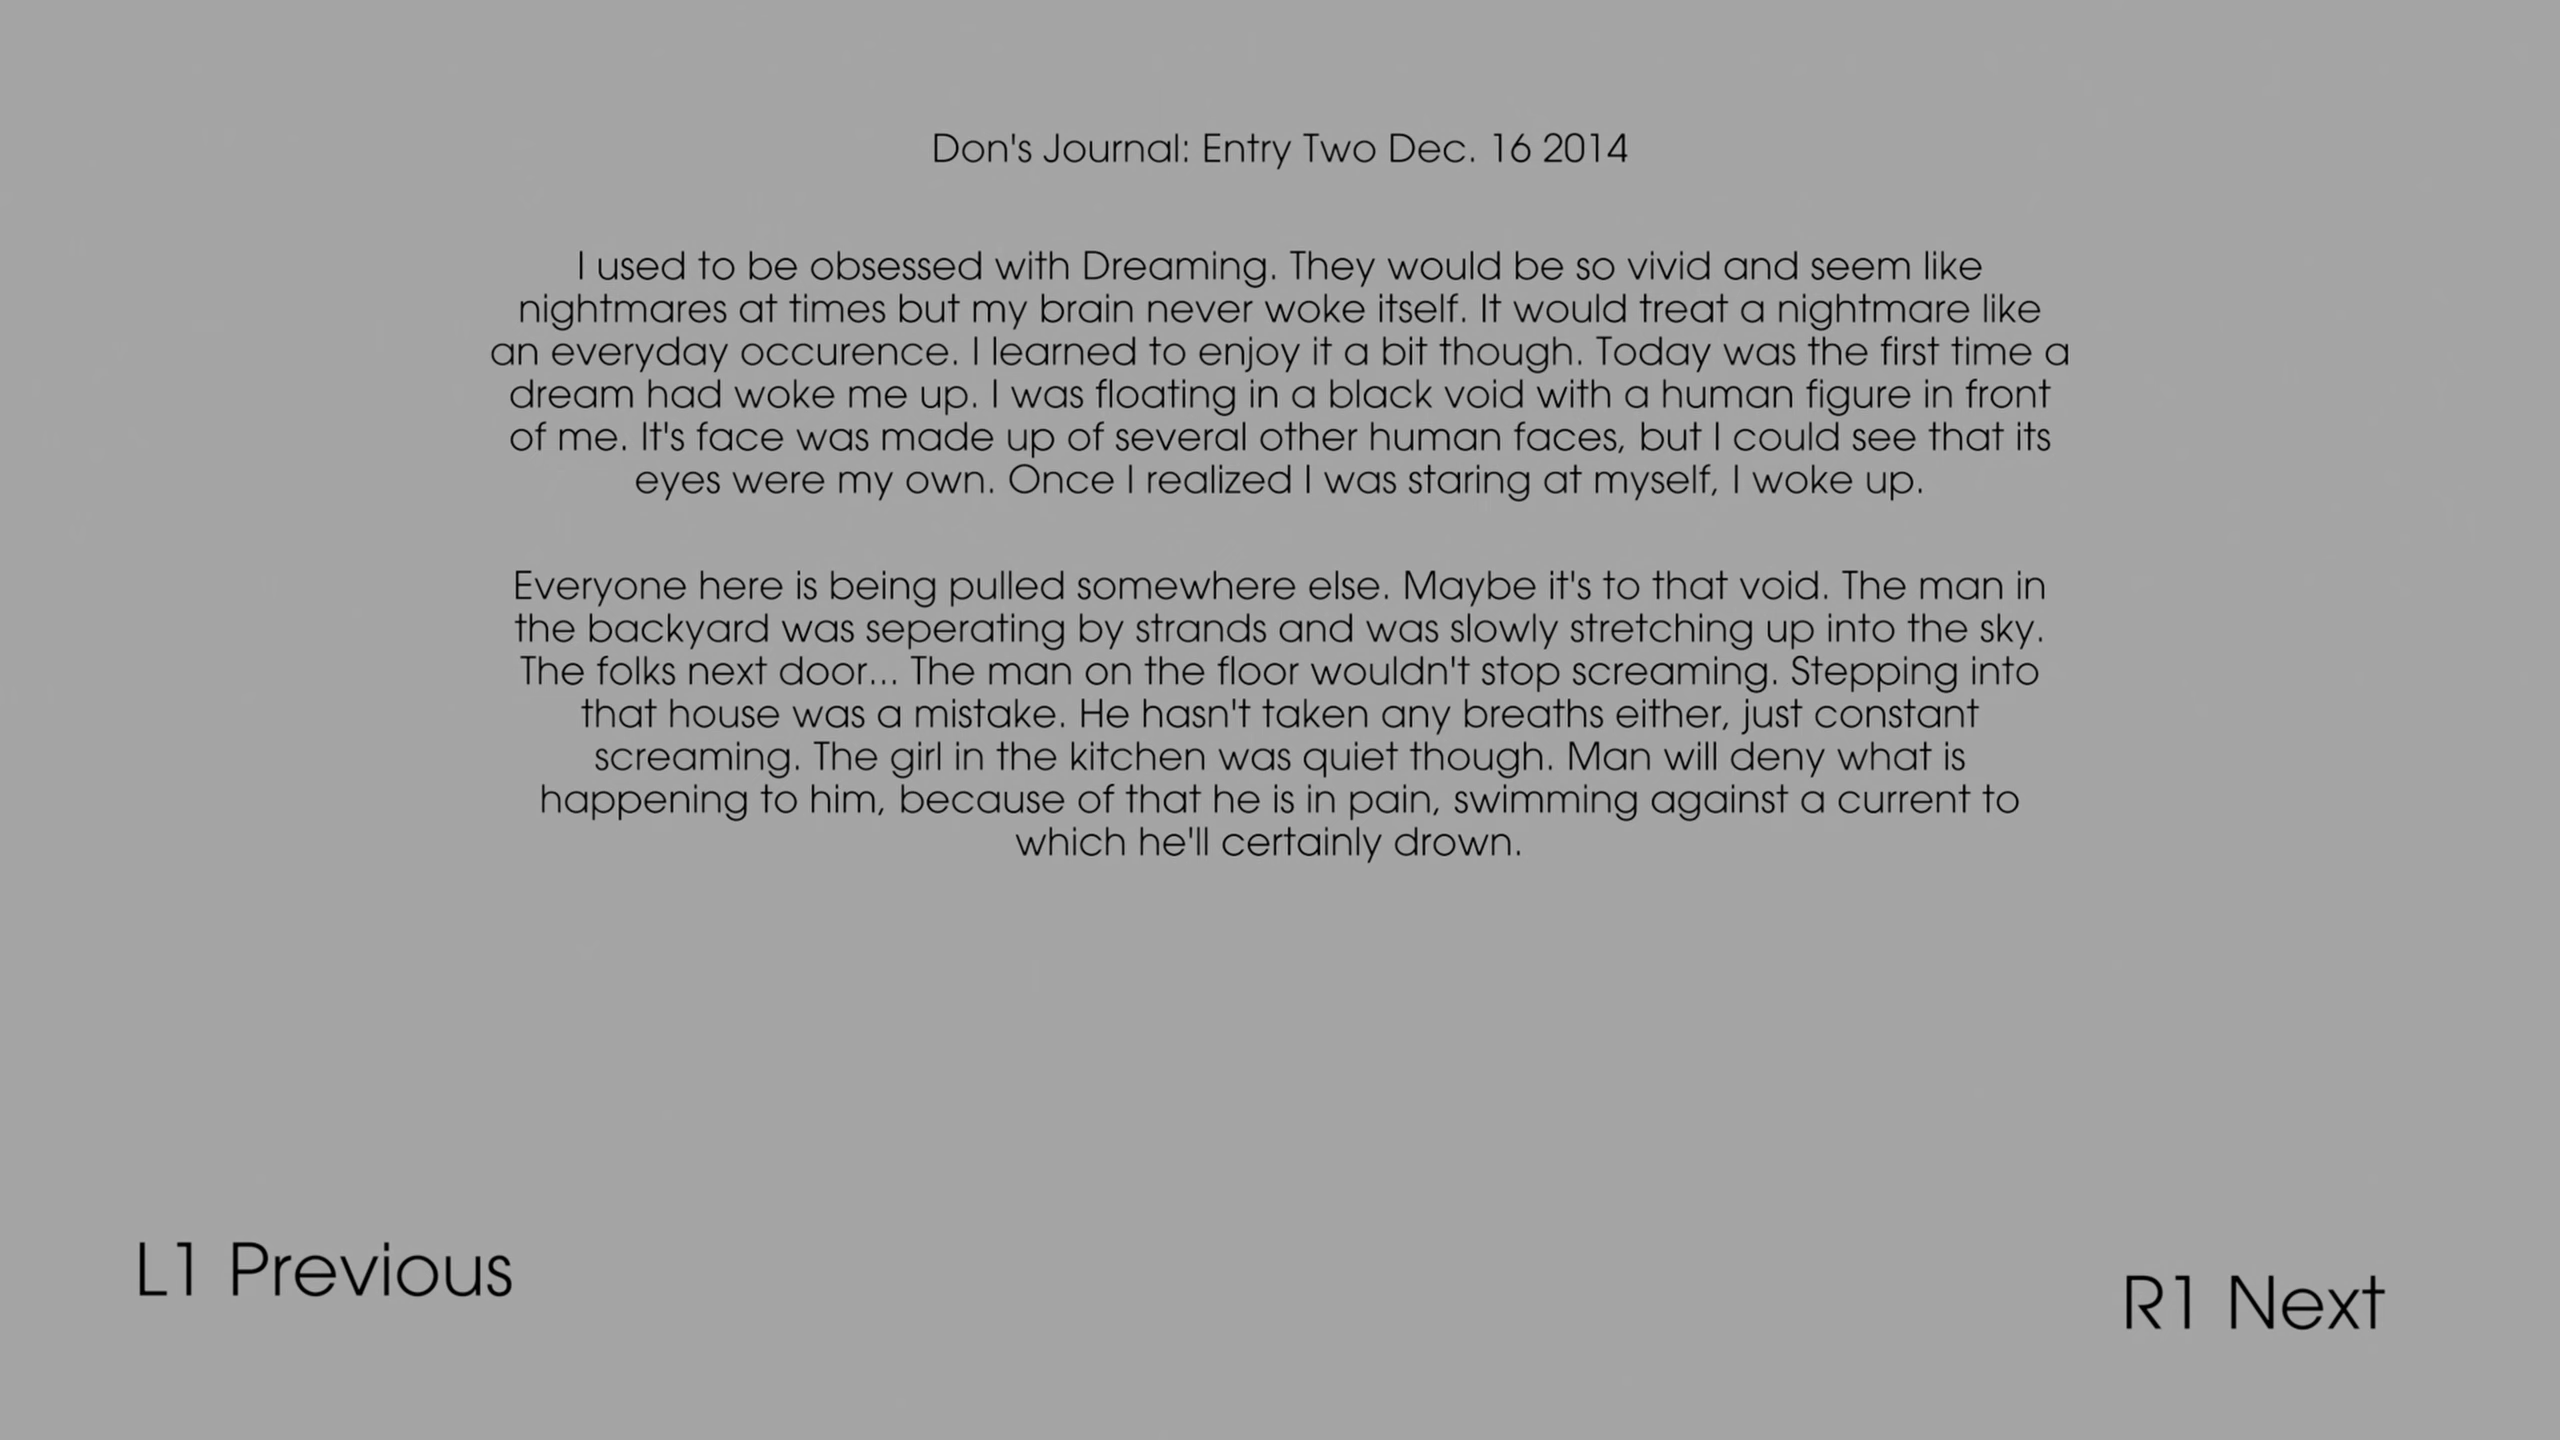 Don's Journal: Entry Two Dec. 16 2014
I used to be obsessed with Dreaming. They would be so vivid and seem like
nightmares at times but my brain never woke itself. It would treat a nightmare like
an everyday occurence. I learned to enjoy it a bit though. Today was the first time a
dream had woke me up. I was floating in a black void with a human figure in front
of me. It's face was made up of several other human faces, but I could see that its
eyes were my own. Once I realized I was staring at myself, I woke up.
Everyone here is being pulled somewhere else. Maybe it's to that void. The man in
the backyard was seperating by strands and was slowly stretching up into the sky.
The folks next door... The man on the floor wouldn't stop screaming. Stepping into
that house was a mistake. He hasn't taken any breaths either, just constant
screaming. The girl in the kitchen was quiet though. Man will deny what is
happening to him, because of that he is in pain, swimming against a current to
which he'll certainly drown.
L1 Previous
R1 Next